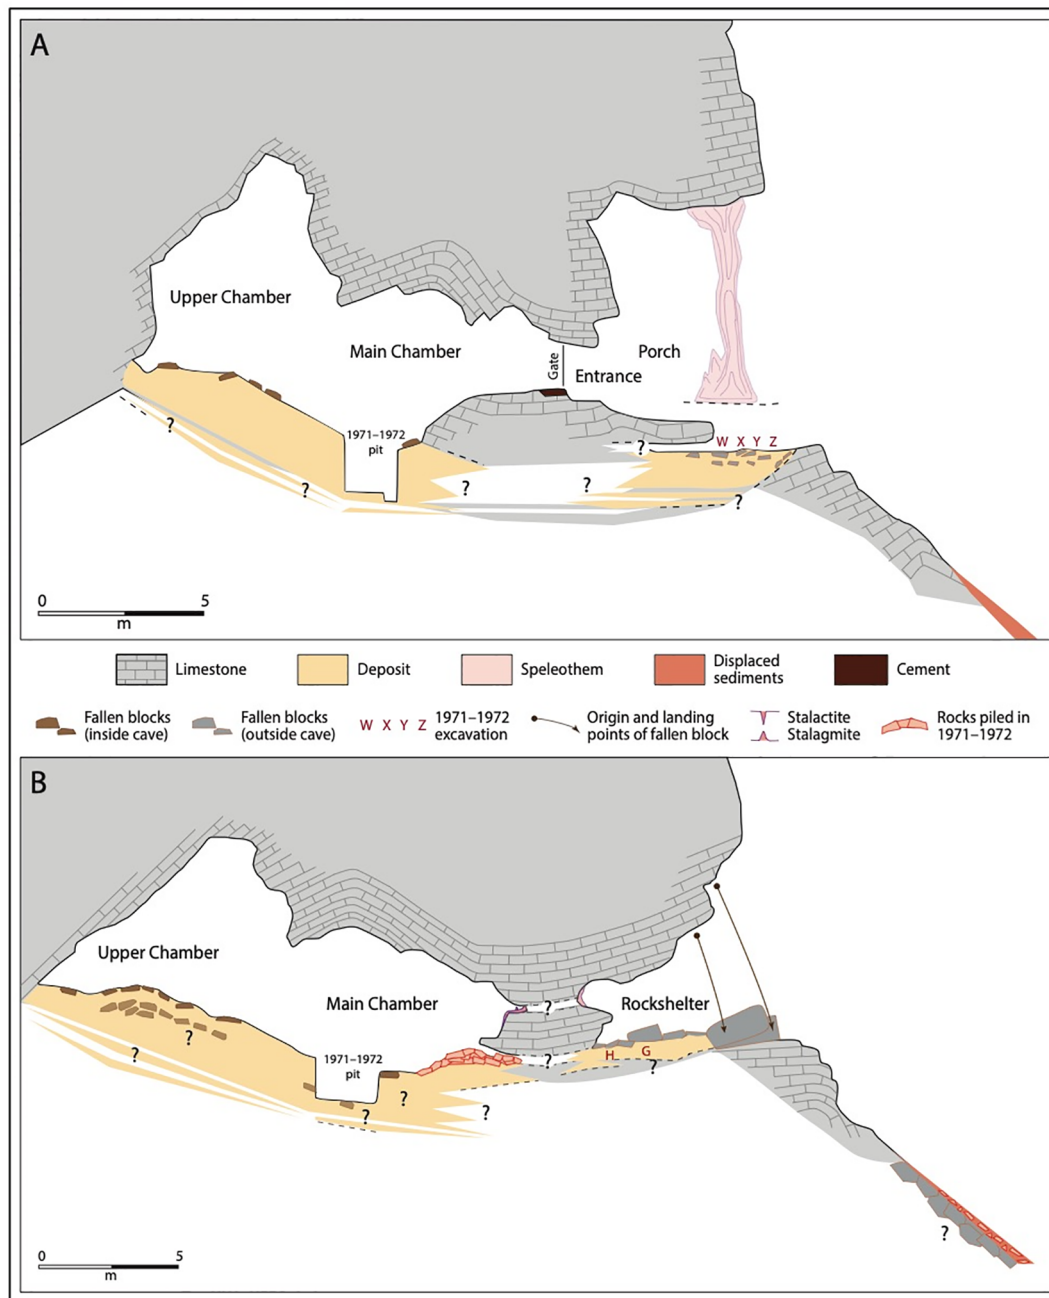 A
Upper Chamber
Main Chamber
Gate
Entrance
Porch
1971–1972
pit
W X Y Z
?
?
?
?
?
?
0 5
m
Limestone
Deposit
Speleothem
Displaced
sediments
Cement
Fallen blocks
(inside cave)
Fallen blocks
(outside cave)
W X Y Z
1971–1972
excavation
Origin and landing
points of fallen block
Stalactite
Stalagmite
Rocks piled in
1971–1972
B
Upper Chamber
Main Chamber
Rockshelter
?
1971–1972
pit
H G
?
?
?
?
?
?
?
?
0 5
m